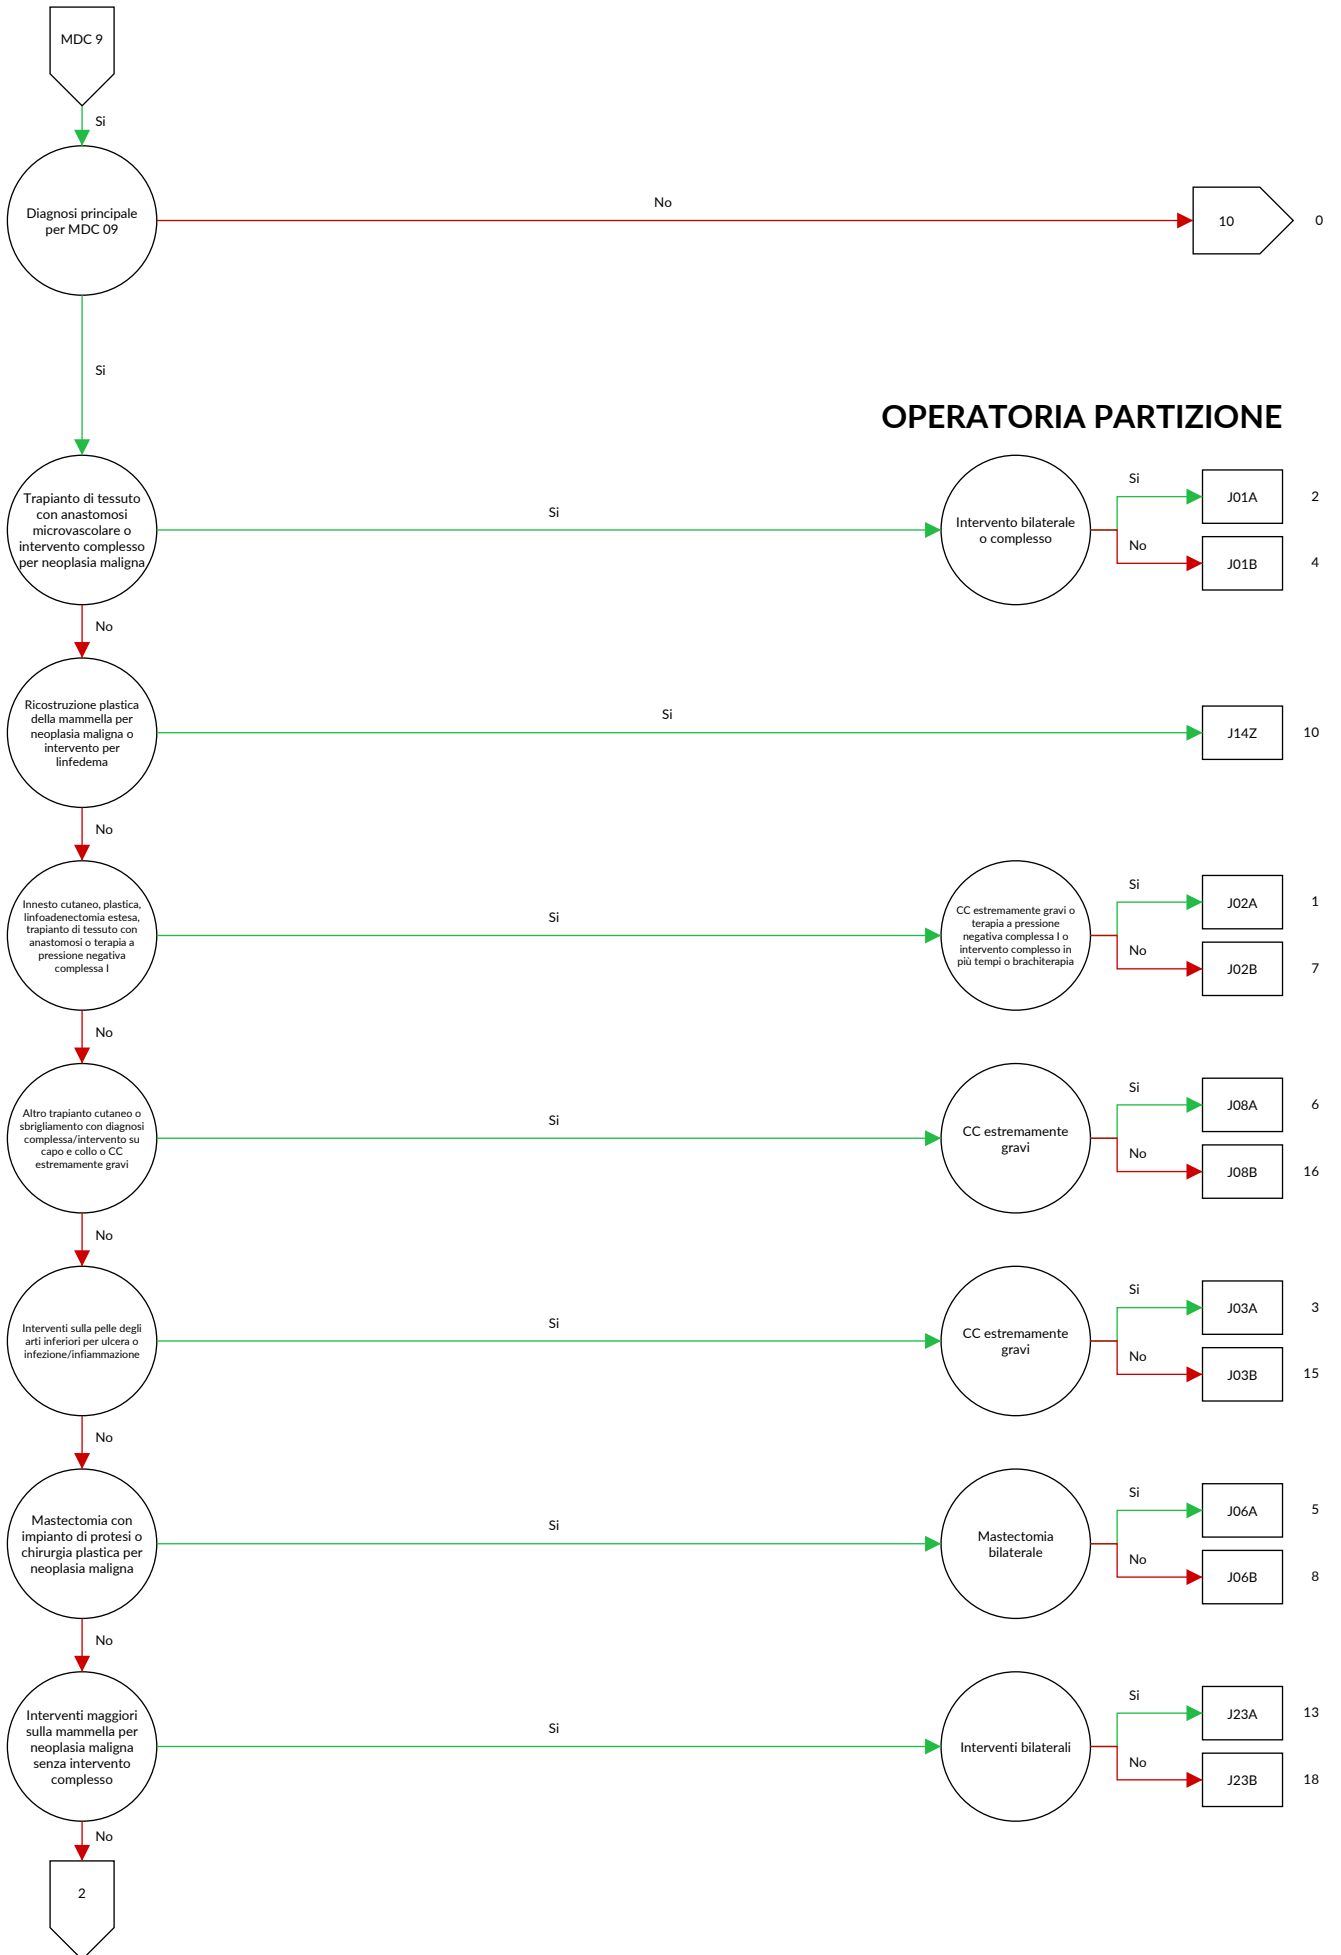 MDC 9
Si
Diagnosi principale
per MDC 09
No
10
0
Si
OPERATORIA PARTIZIONE
Trapianto di tessuto
con anastomosi
microvascolare o
intervento complesso
per neoplasia maligna
Si
Intervento bilaterale
o complesso
Si
J01A
2
No
J01B
4
No
Ricostruzione plastica
della mammella per
neoplasia maligna o
intervento per
linfedema
Si
J14Z
10
No
Innesto cutaneo, plastica,
linfoadenectomia estesa,
trapianto di tessuto con
anastomosi o terapia a
pressione negativa
complessa I
Si
CC estremamente gravi o
terapia a pressione
negativa complessa I o
intervento complesso in
più tempi o brachiterapia
Si
J02A
1
No
J02B
7
No
Altro trapianto cutaneo o
sbrigliamento con diagnosi
complessa/intervento su
capo e collo o CC
estremamente gravi
Si
CC estremamente
gravi
Si
J08A
6
No
J08B
16
No
Interventi sulla pelle degli
arti inferiori per ulcera o
infezione/infiammazione
Si
CC estremamente
gravi
Si
J03A
3
No
J03B
15
No
Mastectomia con
impianto di protesi o
chirurgia plastica per
neoplasia maligna
Si
Mastectomia
bilaterale
Si
J06A
5
No
J06B
8
No
Interventi maggiori
sulla mammella per
neoplasia maligna
senza intervento
complesso
Si
Interventi bilaterali
Si
J23A
13
No
J23B
18
No
2